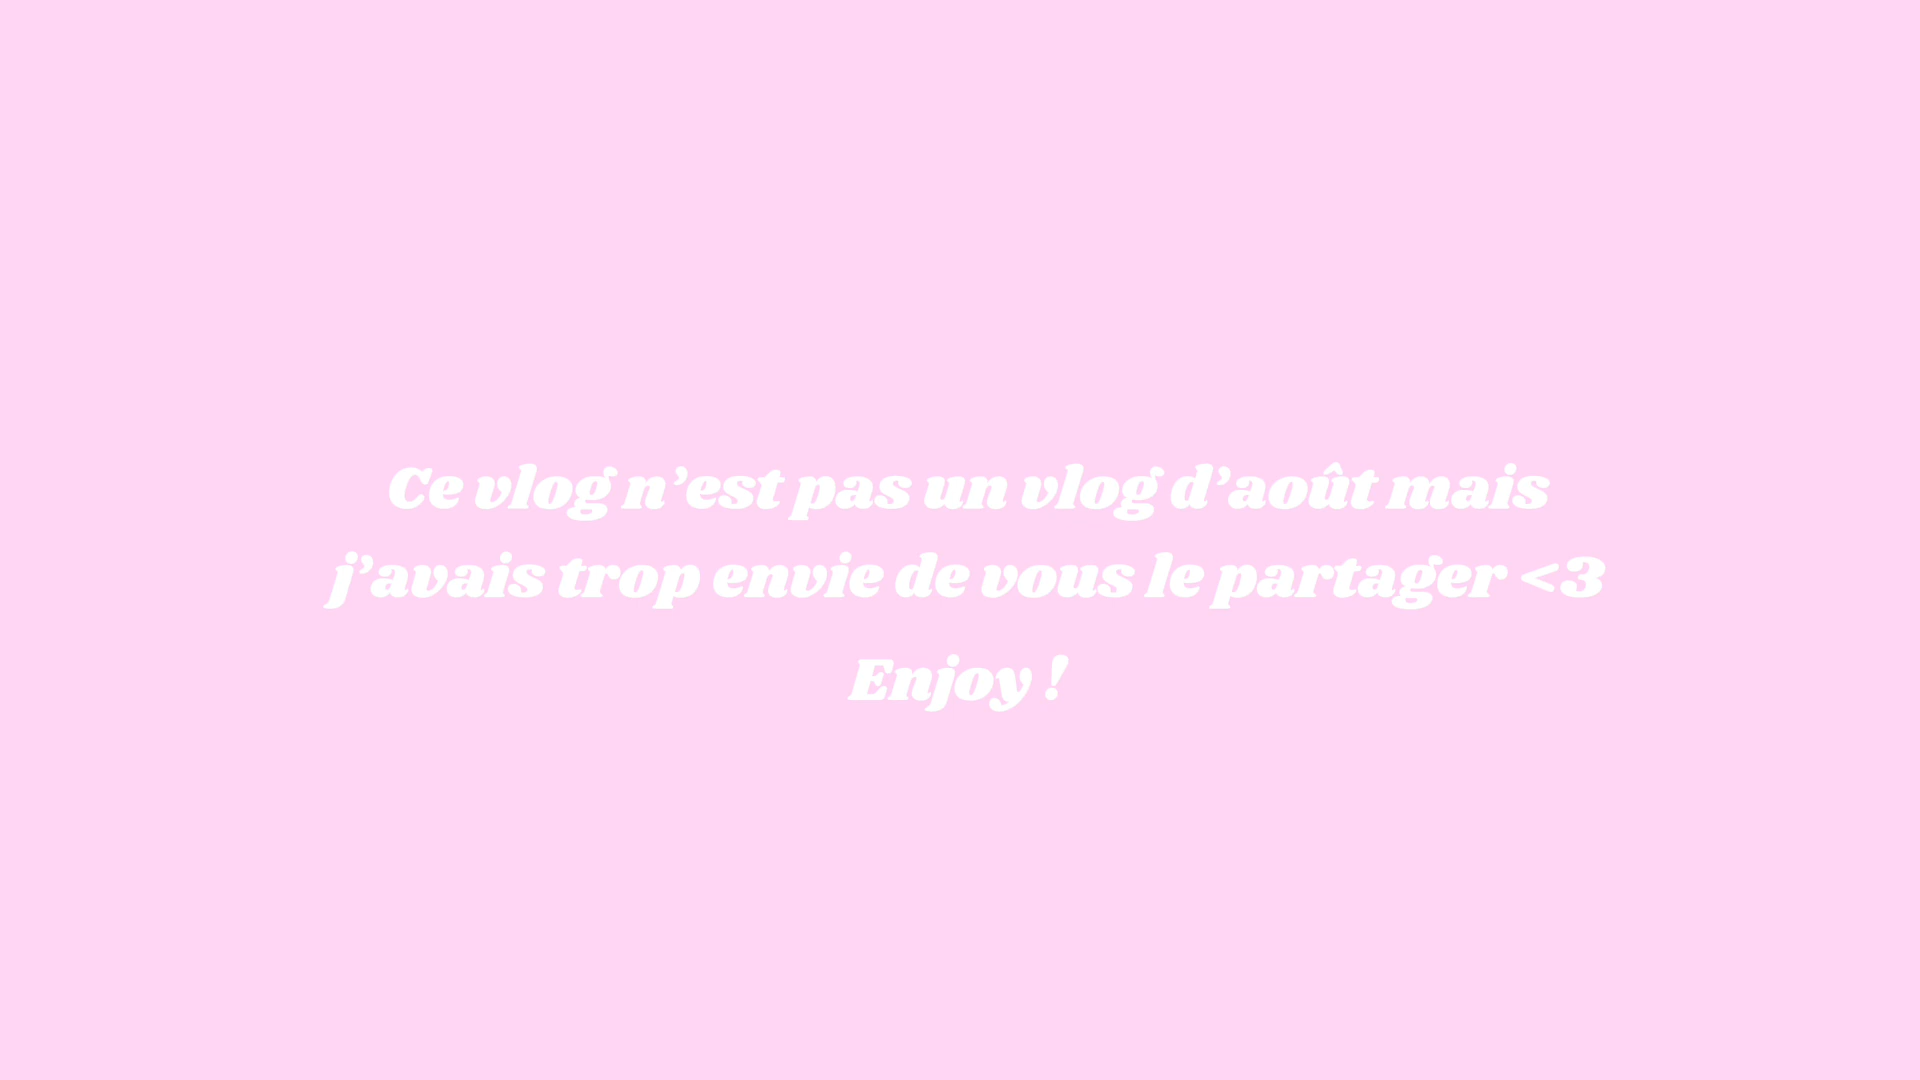 Ce vlog n’est pas un vlog d’août mais
j’avais trop envie de vous le partager <3
Enjoy !